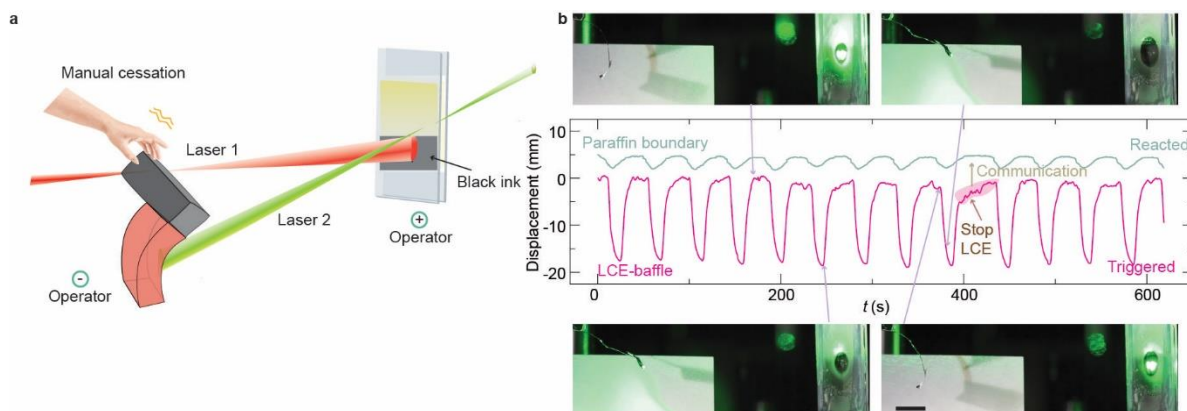 a
Manual cessation
Laser 1
Black ink
Laser 2
+
Operator
-
Operator
b
Displacement (mm)
10
0
-10
-20
Paraffin boundary
Reacted
Communication
Stop
LCE
LCE-baffle
Triggered
0
200
400
600
t (s)